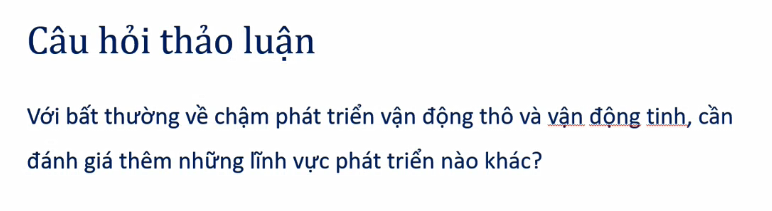 Câu hỏi thảo luận
Với bất thường về chậm phát triển vận động thô và vận động tinh, cần
đánh giá thêm những lĩnh vực phát triển nào khác?